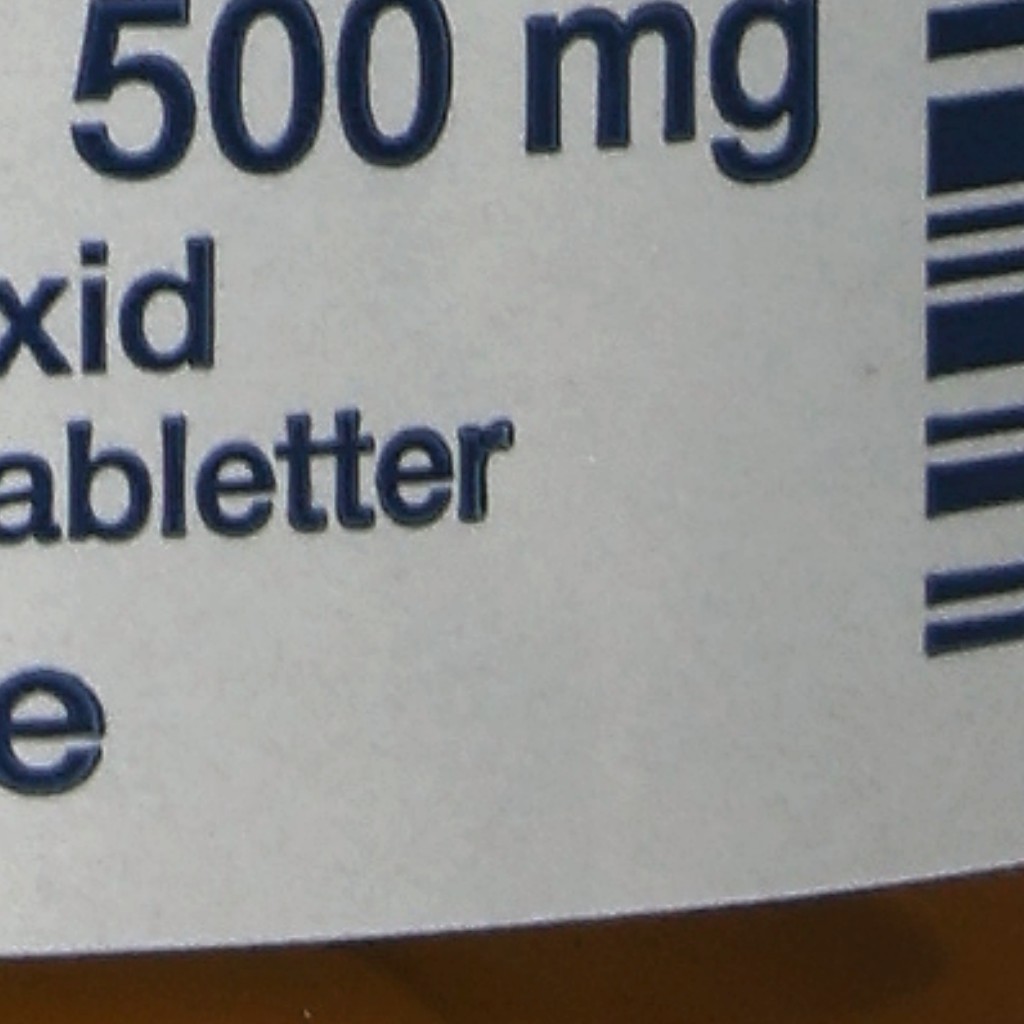 500 mg
xid
abletter
e